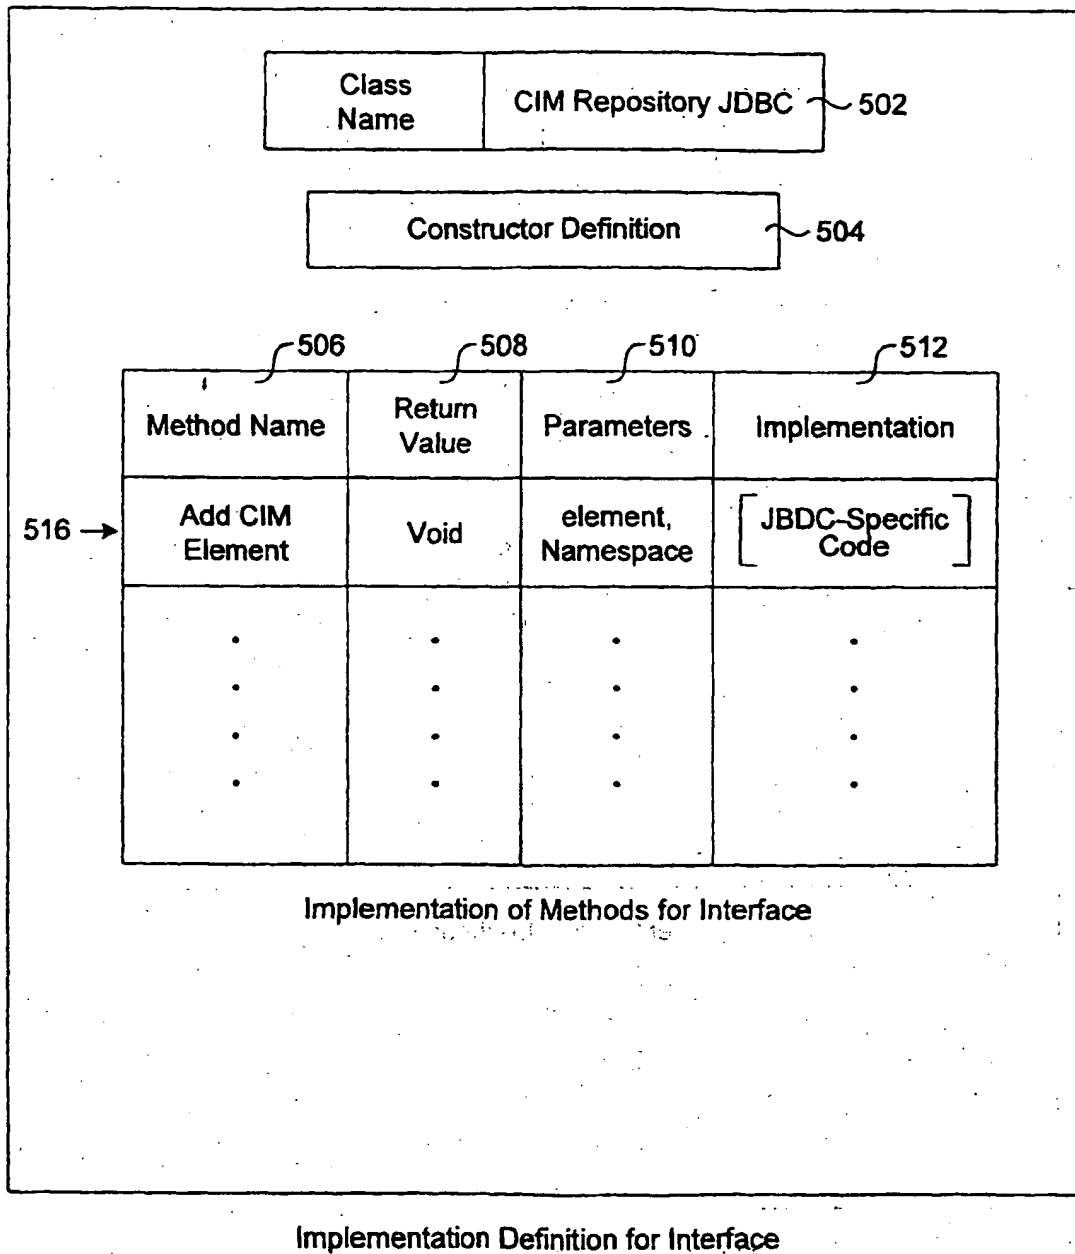 Class
Name
CIM Repository JDBC
502
Constructor Definition
504
506
508
510
512
Method Name
Return
Value
Parameters
Implementation
516
Add CIM
Element
Void
element,
Namespace
JBDC-Specific
Code
Implementation of Methods for Interface
Implementation Definition for Interface